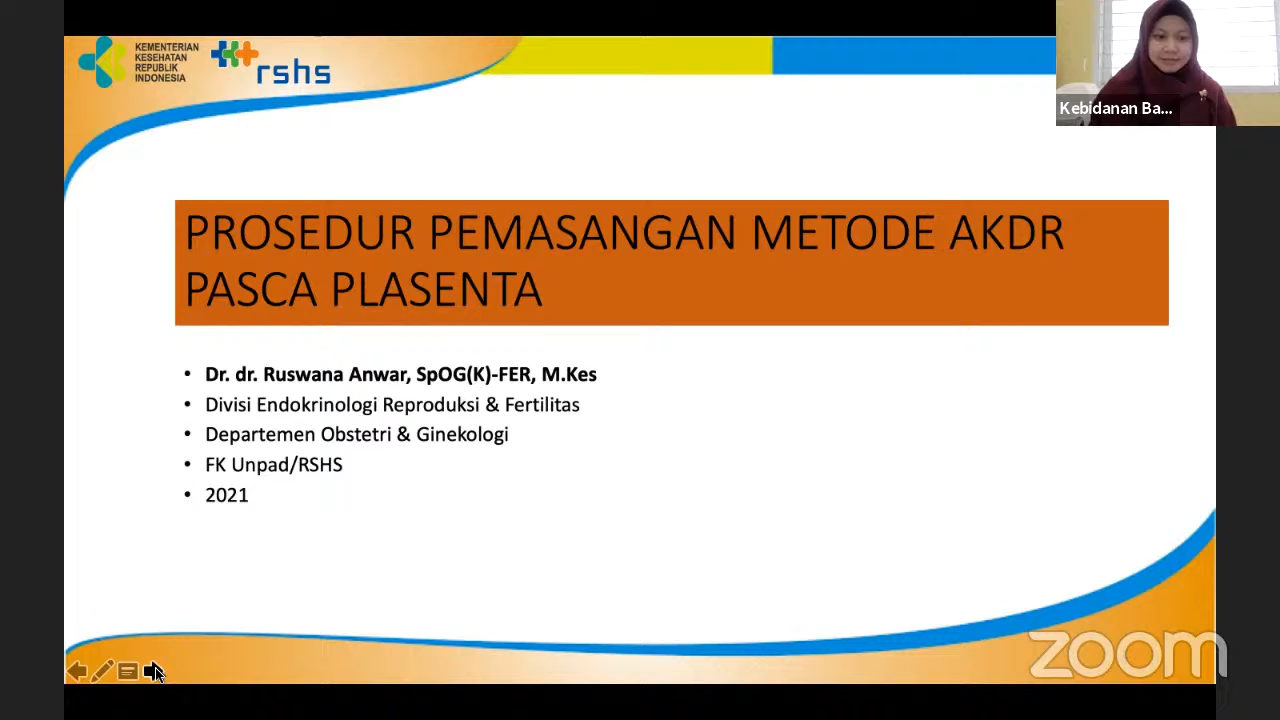 KEMENTERIAN
KESEHATAN
REPUBLIK
INDONESIA
rshs
Kebidanan Ba...
PROSEDUR PEMASANGAN METODE AKDR
PASCA PLASENTA
• Dr. dr. Ruswana Anwar, SpOG(K)-FER, M.Kes
• Divisi Endokrinologi Reproduksi & Fertilitas
• Departemen Obstetri & Ginekologi
• FK Unpad/RSHS
• 2021
zoom